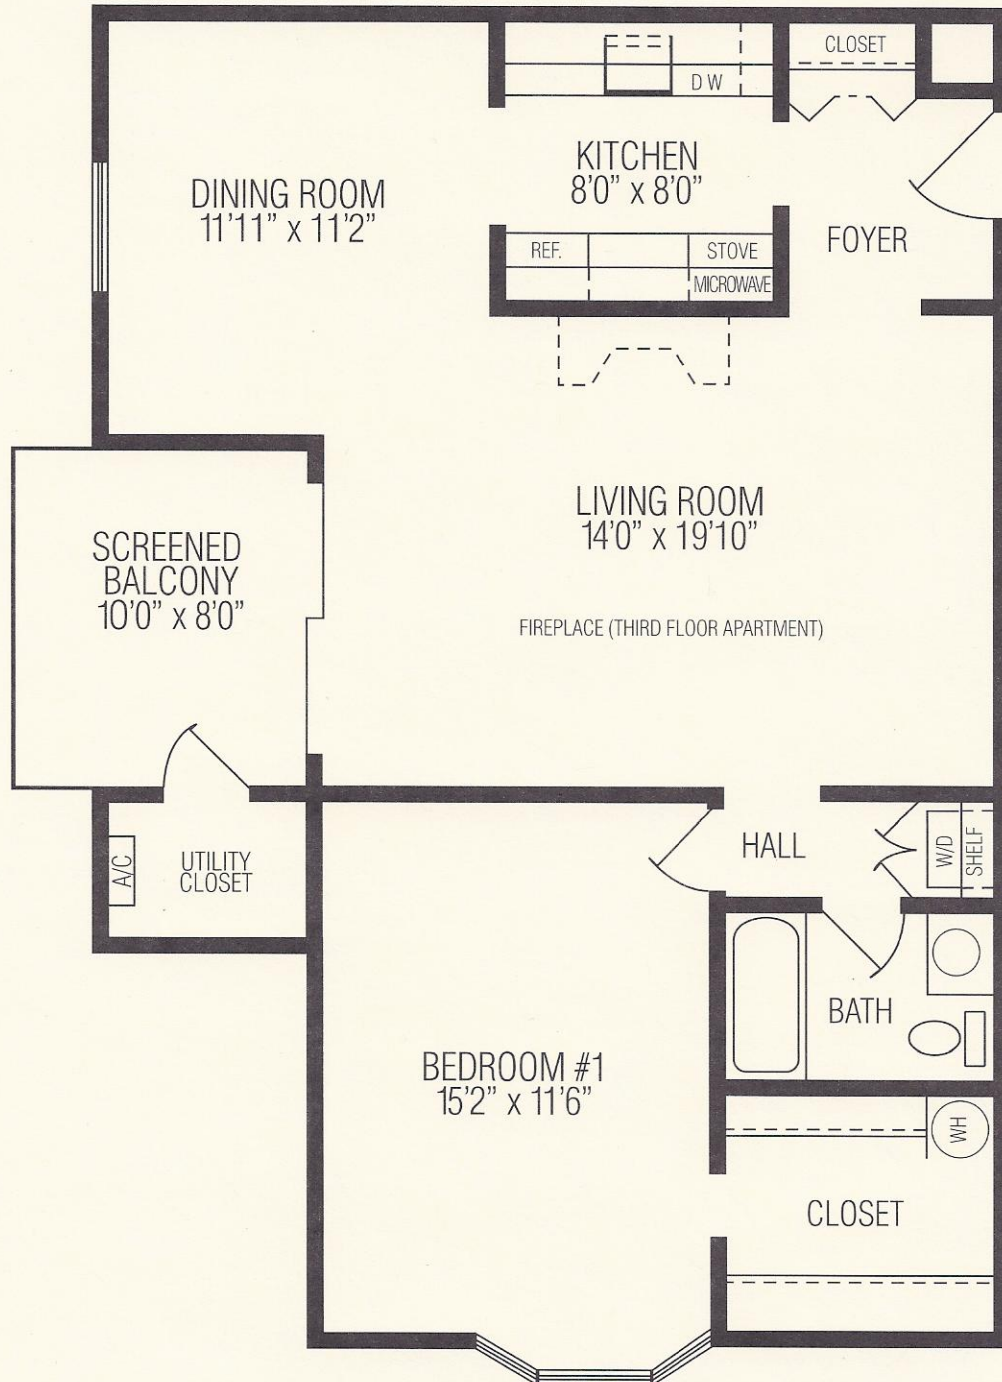 CLOSET
D W
KITCHEN
8'0" x 8'0"
DINING ROOM
11'11" x 11'2"
FOYER
REF.
STOVE
MICROWAVE
LIVING ROOM
14'0" x 19'10"
SCREENED
BALCONY
10'0" x 8'0"
FIREPLACE (THIRD FLOOR APARTMENT)
HALL
W/D
SHELF
A/C
UTILITY
CLOSET
BATH
BEDROOM #1
15'2" x 11'6"
WH
CLOSET